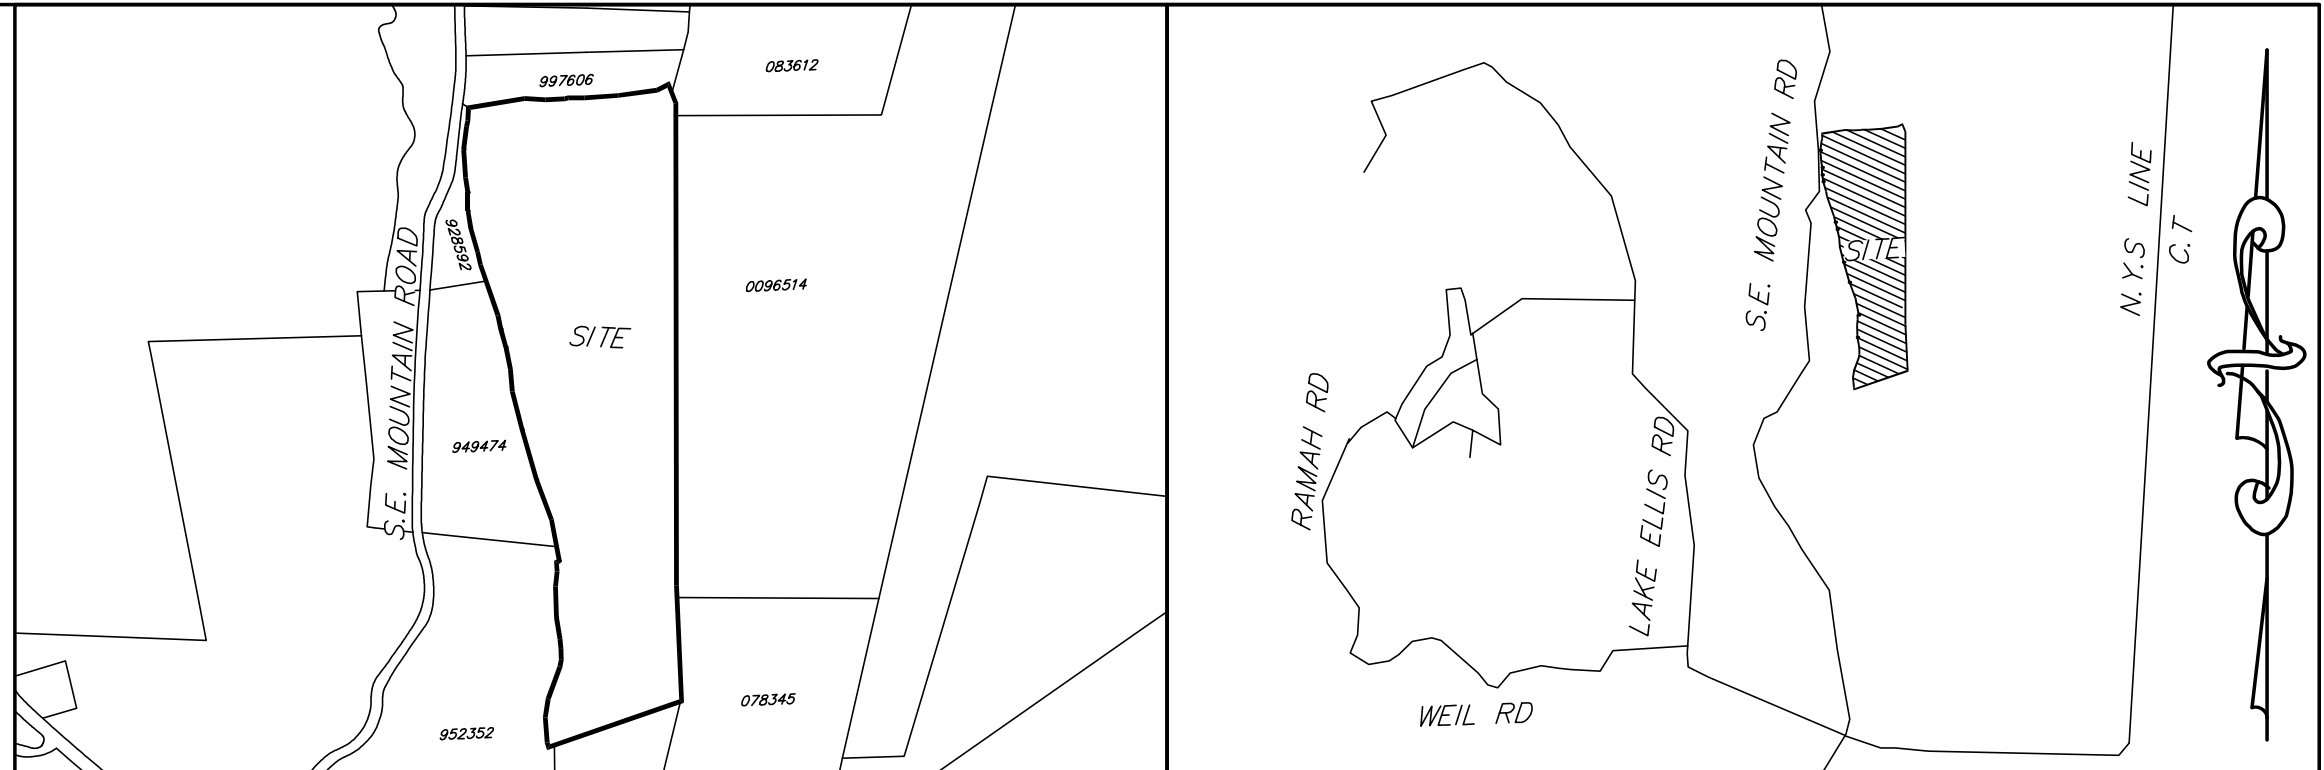 083612
997606
928592
S.E. MOUNTAIN ROAD
0096514
SITE
949474
078345
952352
S.E. MOUNTAIN RD
SITE
N.Y.S LINE
C.T
RAMAH RD
LAKE ELLIS RD
WEIL RD